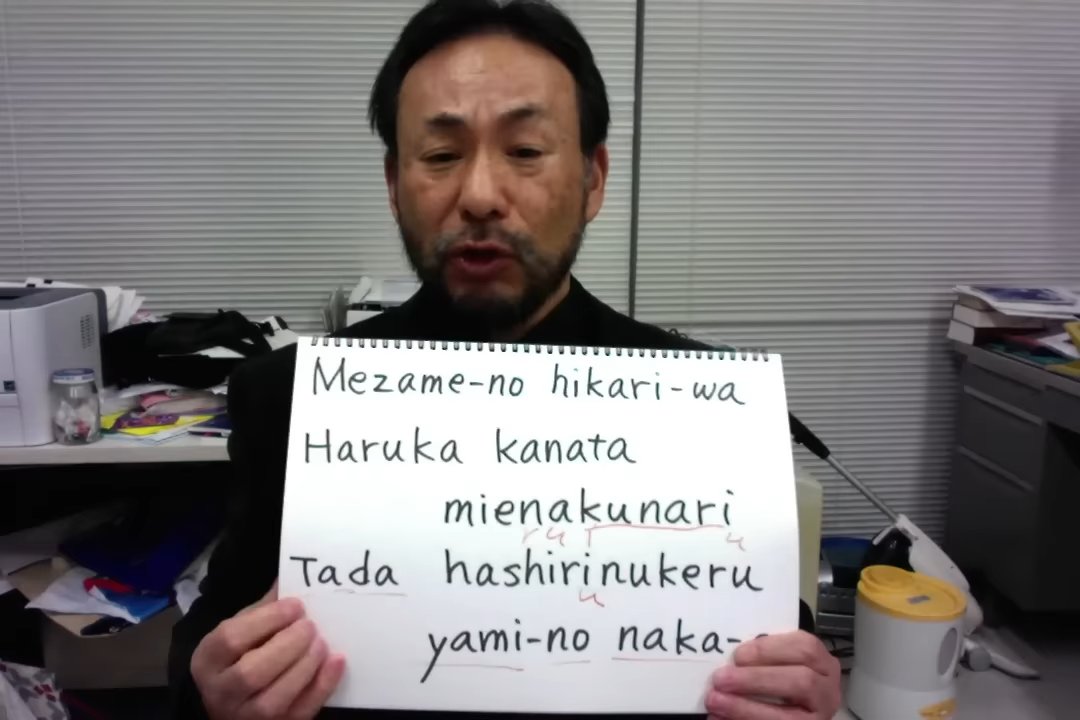 Mezame-no hikari-wa
Haruka kanata
mienakunari
Tada hashirinukeru
yami-no naka-